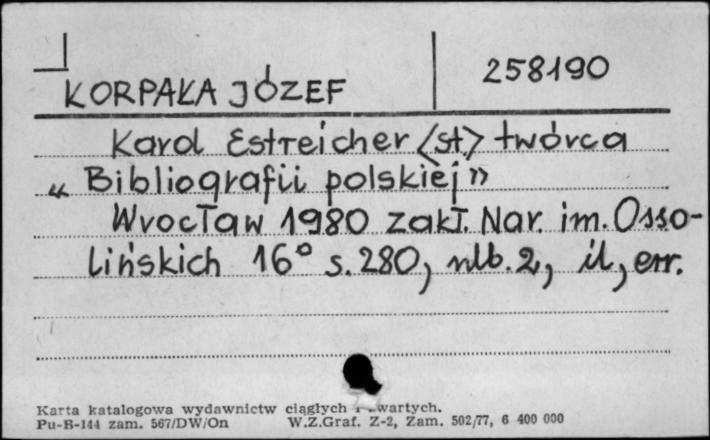 KORPAŁA JÓZEF
258190
Karol Estreicher <st> twórca
„Bibliografii polskiej”
Wrocław 1980 zakł. Nar. im. Osso-
lińskich 16° s. 280, nlb. 2, il, err.
Karta katalogowa wydawnictw ciągłych i zwartych.
Pu-B-144 zam. 567/DW/On W.Z.Graf. Z-2, Zam. 502/77, 6 400 000